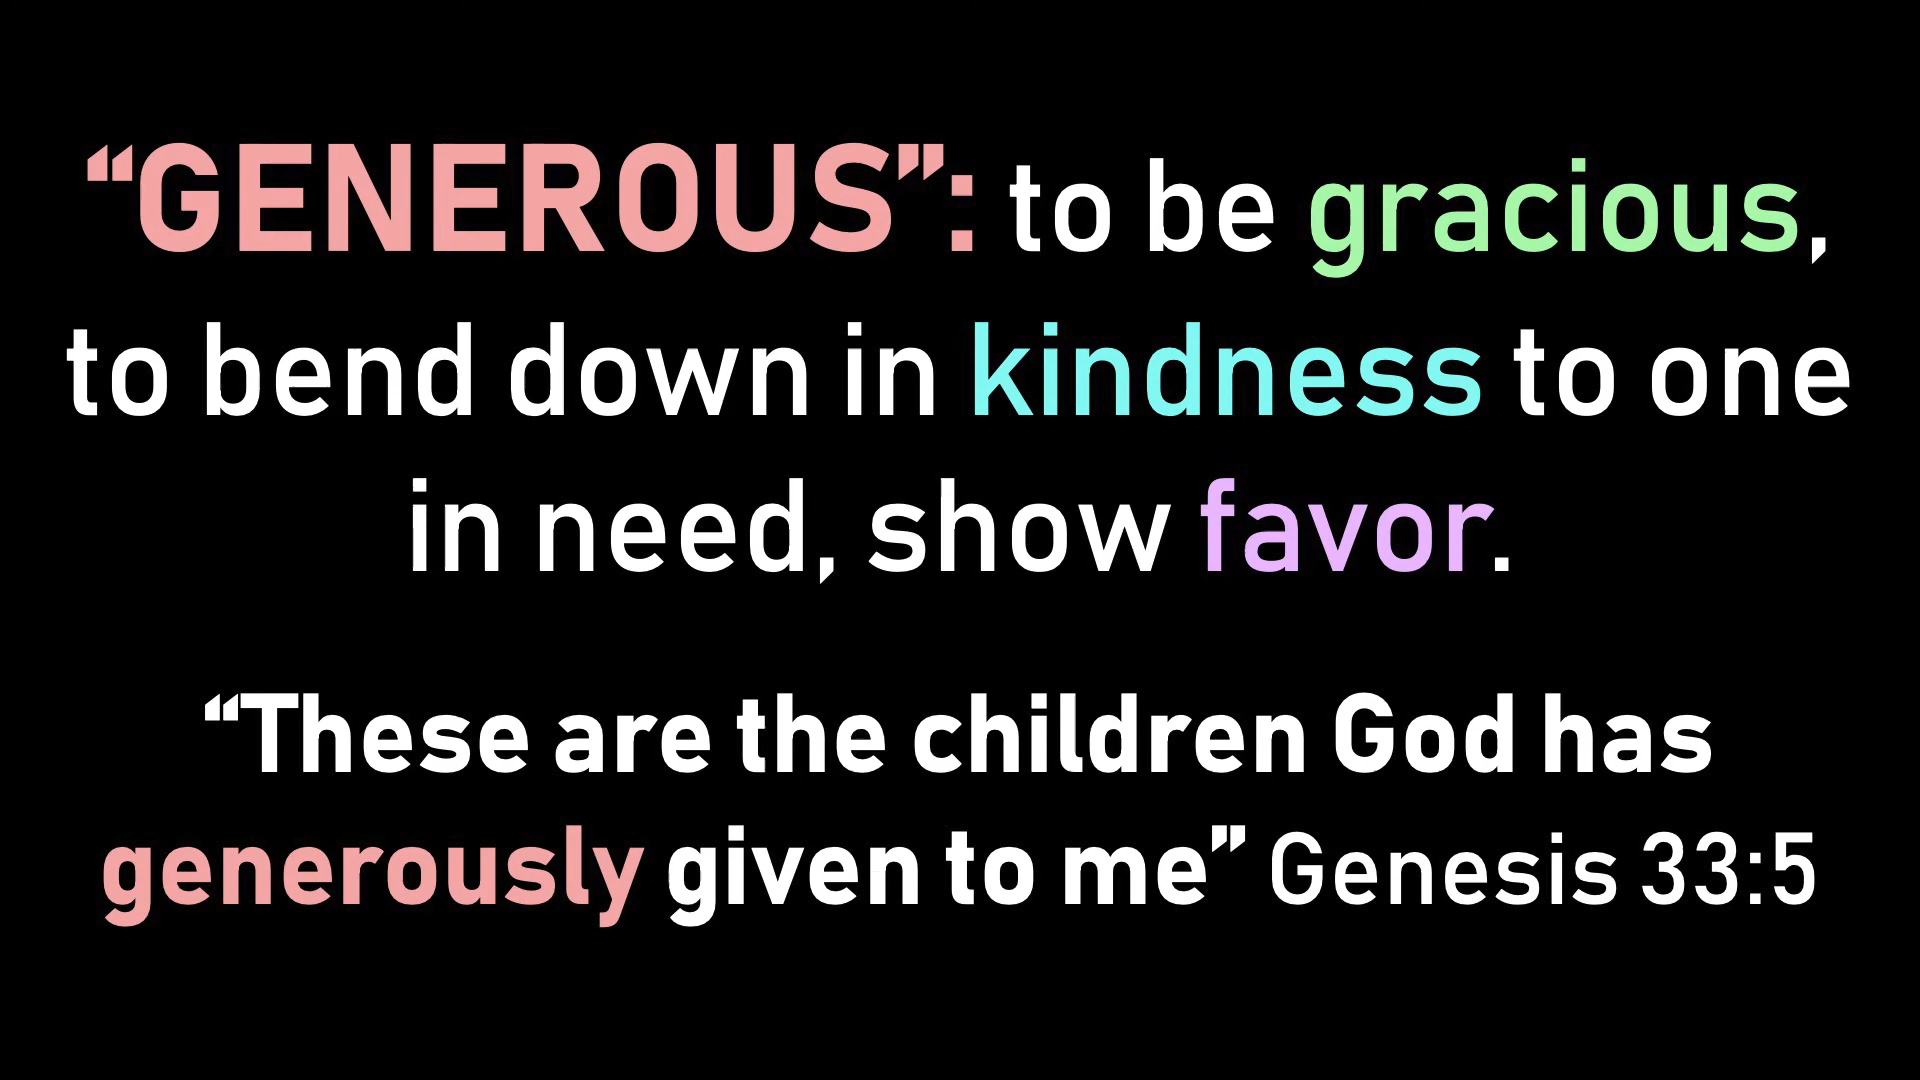 “GENEROUS”: to be gracious,
to bend down in kindness to one
in need, show favor.
“These are the children God has
generously given to me” Genesis 33:5